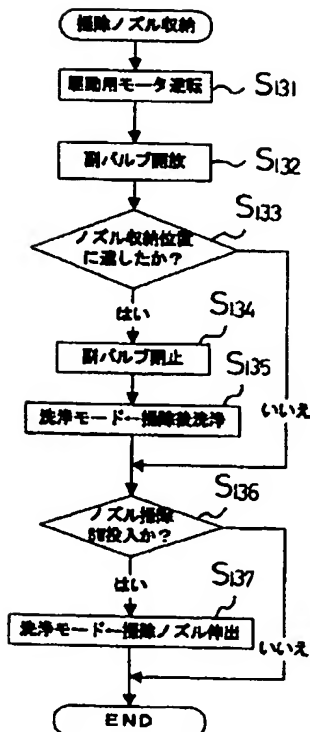 掃除ノズル収納
駆動用モータ逆転
S131
副バルブ開放
S132
ノズル収納位置
に達したか?
S133
はい
いいえ
副バルブ閉止
S134
洗浄モード←掃除後洗浄
S135
ノズル掃除
SW投入か?
S136
はい
いいえ
洗浄モード←掃除ノズル伸出
S137
END